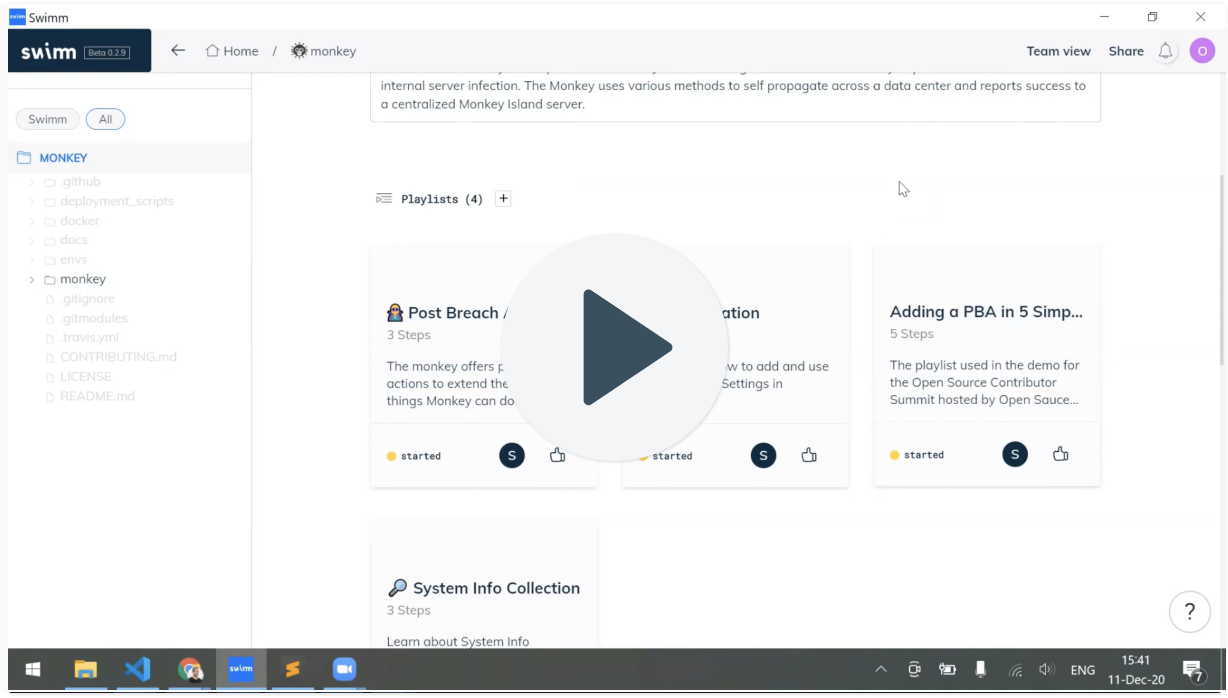 swim Swimm
swimm Beta 0.2.9
Home / monkey
Team view Share O
internal server infection. The Monkey uses various methods to self propagate across a data center and reports success to
a centralized Monkey Island server.
Swimm All
MONKEY
.github
deployment_scripts
docker
docs
envs
monkey
.gitignore
.gitmodules
.travis.yml
CONTRIBUTING.md
LICENSE
README.md
Playlists (4) +
Post Breach
3 Steps
The monkey offers
actions to extend the
things Monkey can do
started S
ation
w to add and use
Settings in
started S
Adding a PBA in 5 Simp...
5 Steps
The playlist used in the demo for
the Open Source Contributor
Summit hosted by Open Sauce...
started S
System Info Collection
3 Steps
Learn about System Info
?
swimm
ENG
15:41
11-Dec-20
7